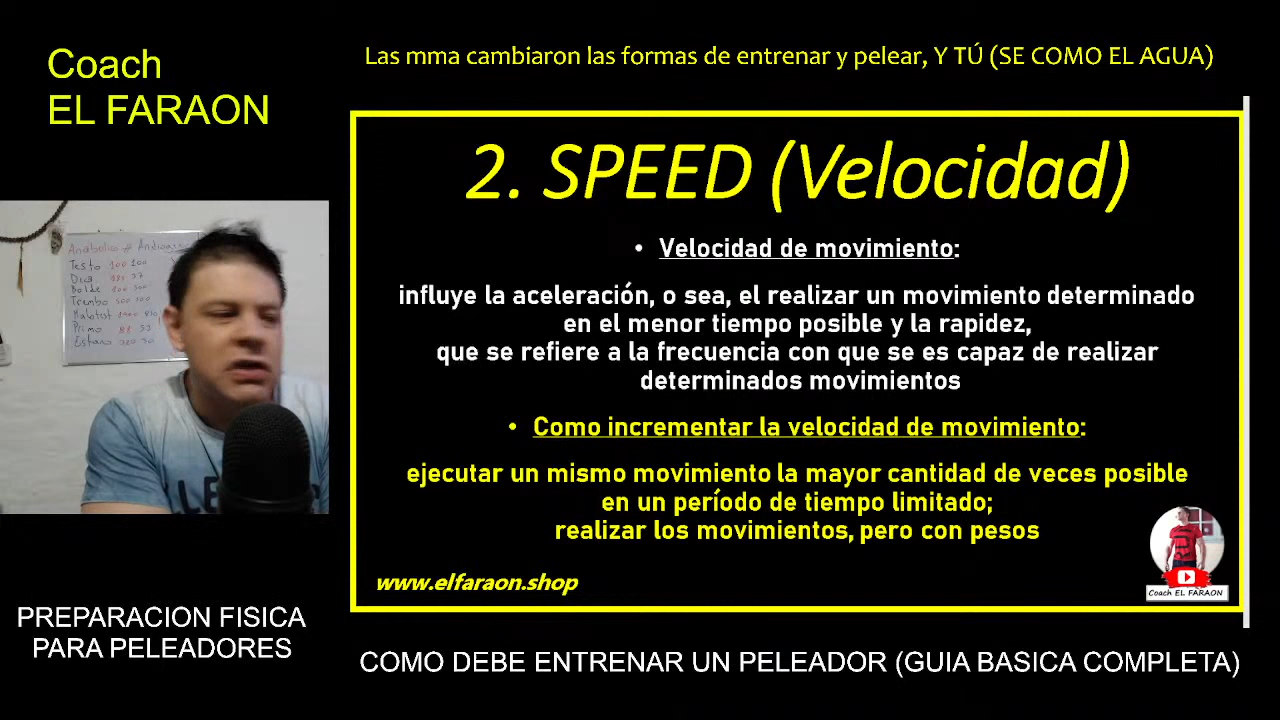 Coach
EL FARAON
Las mma cambiaron las formas de entrenar y pelear, Y TÚ (SE COMO EL AGUA)
2. SPEED (Velocidad)
• Velocidad de movimiento:
influye la aceleración, o sea, el realizar un movimiento determinado
en el menor tiempo posible y la rapidez,
que se refiere a la frecuencia con que se es capaz de realizar
determinados movimientos
• Como incrementar la velocidad de movimiento:
ejecutar un mismo movimiento la mayor cantidad de veces posible
en un período de tiempo limitado;
realizar los movimientos, pero con pesos
www.elfaraon.shop
Coach EL FARAON
Testo 100 100
Primo
PREPARACION FISICA
PARA PELEADORES
COMO DEBE ENTRENAR UN PELEADOR (GUIA BASICA COMPLETA)